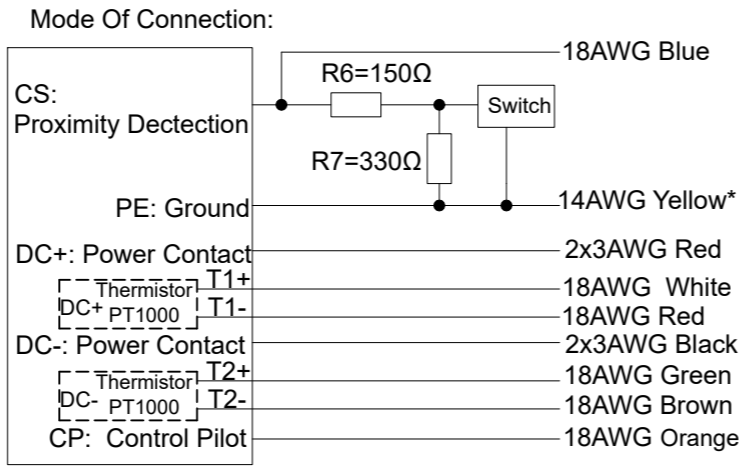 Mode Of Connection:
18AWG Blue
R6=150Ω
CS:
Switch
Proximity Dectection
R7=330Ω
PE: Ground
14AWG Yellow*
DC+: Power Contact
2x3AWG Red
Thermistor
T1+
18AWG White
DC+ PT1000
T1-
18AWG Red
DC-: Power Contact
2x3AWG Black
Thermistor
T2+
18AWG Green
DC- PT1000
T2-
18AWG Brown
CP: Control Pilot
18AWG Orange